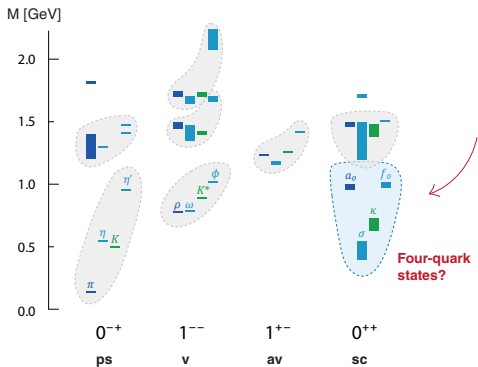 M [GeV]
2.0
1.5
1.0
0.5
0.0
η′
η K
π
ϕ
K*
ρ ω
a₀ f₀
κ
σ
Four-quark
states?
0⁻⁺ 1⁻⁻ 1⁺⁻ 0⁺⁺
ps v av sc